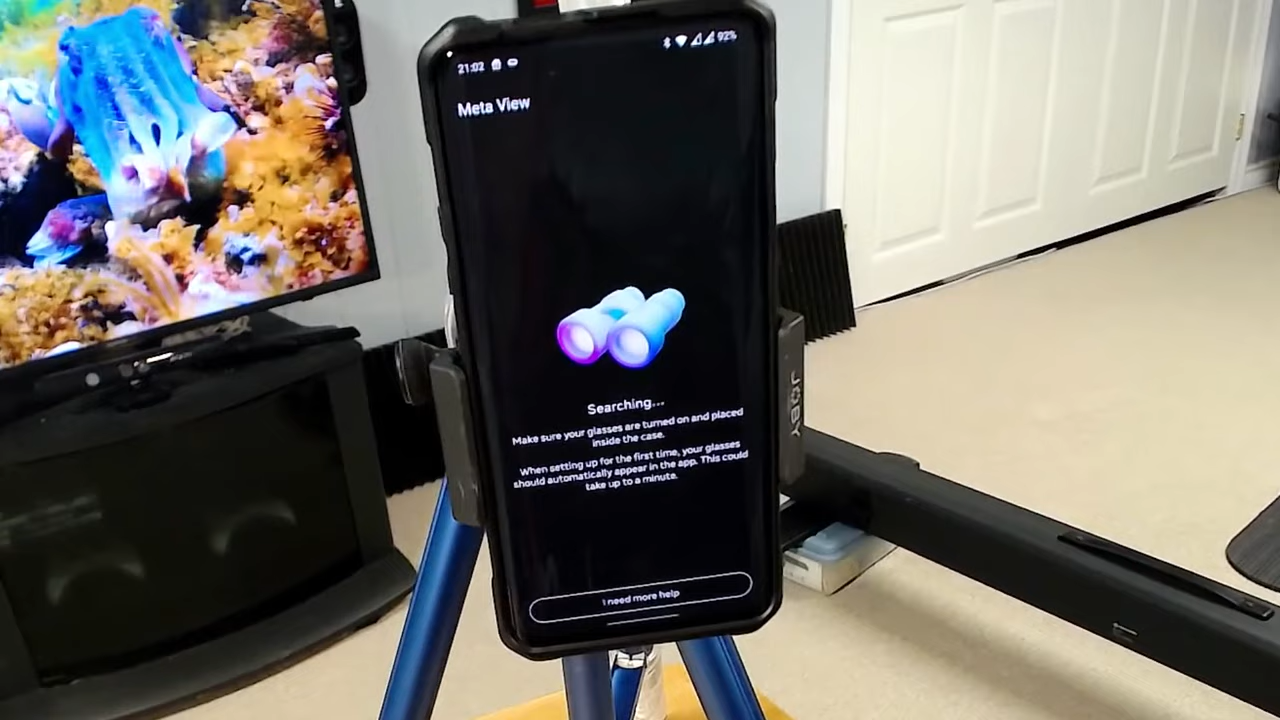 21:02
92%
Meta View
Searching...
Make sure your glasses are turned on and placed
inside the case.
When setting up for the first time, your glasses
should automatically appear in the app. This could
take up to a minute.
I need more help
JOBY